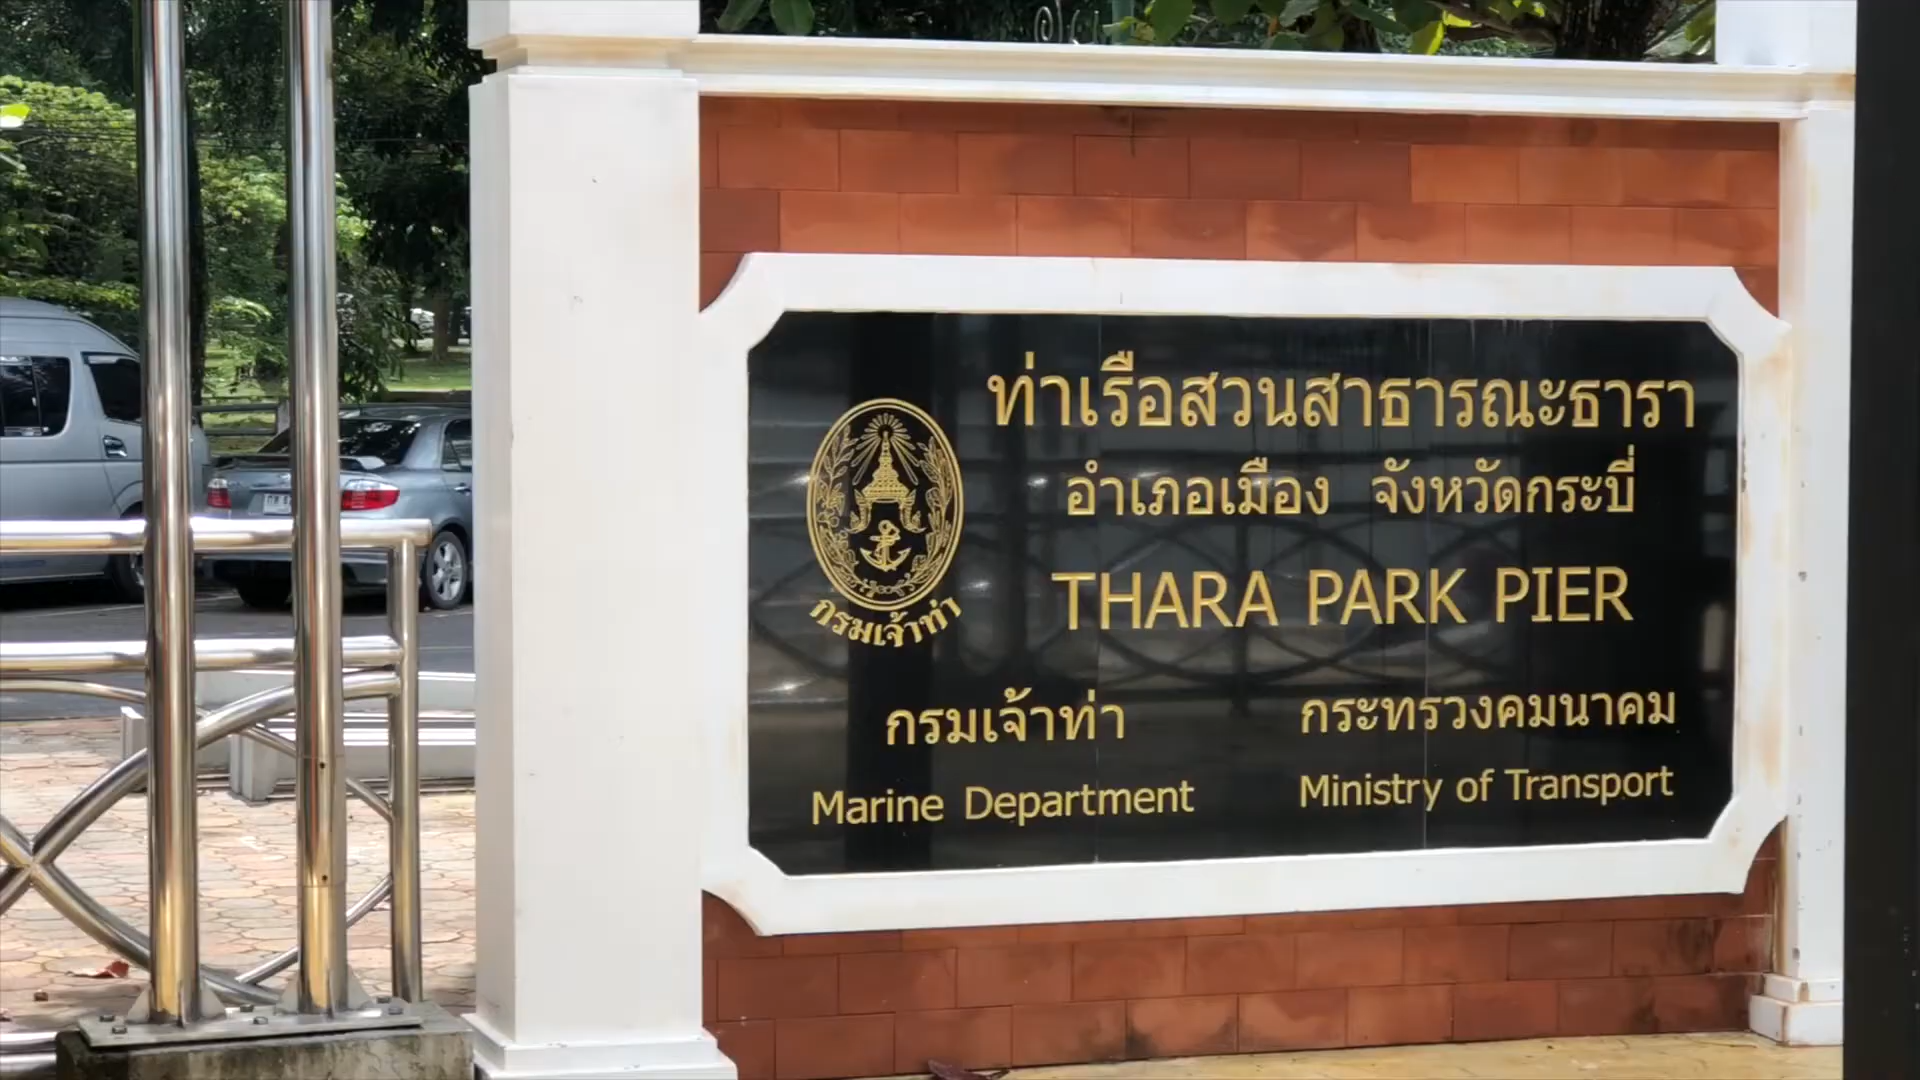 ท่าเรือสวนสาธารณะธารา
อำเภอเมือง จังหวัดกระบี่
THARA PARK PIER
กรมเจ้าท่า
กรมเจ้าท่า กระทรวงคมนาคม
Marine Department Ministry of Transport